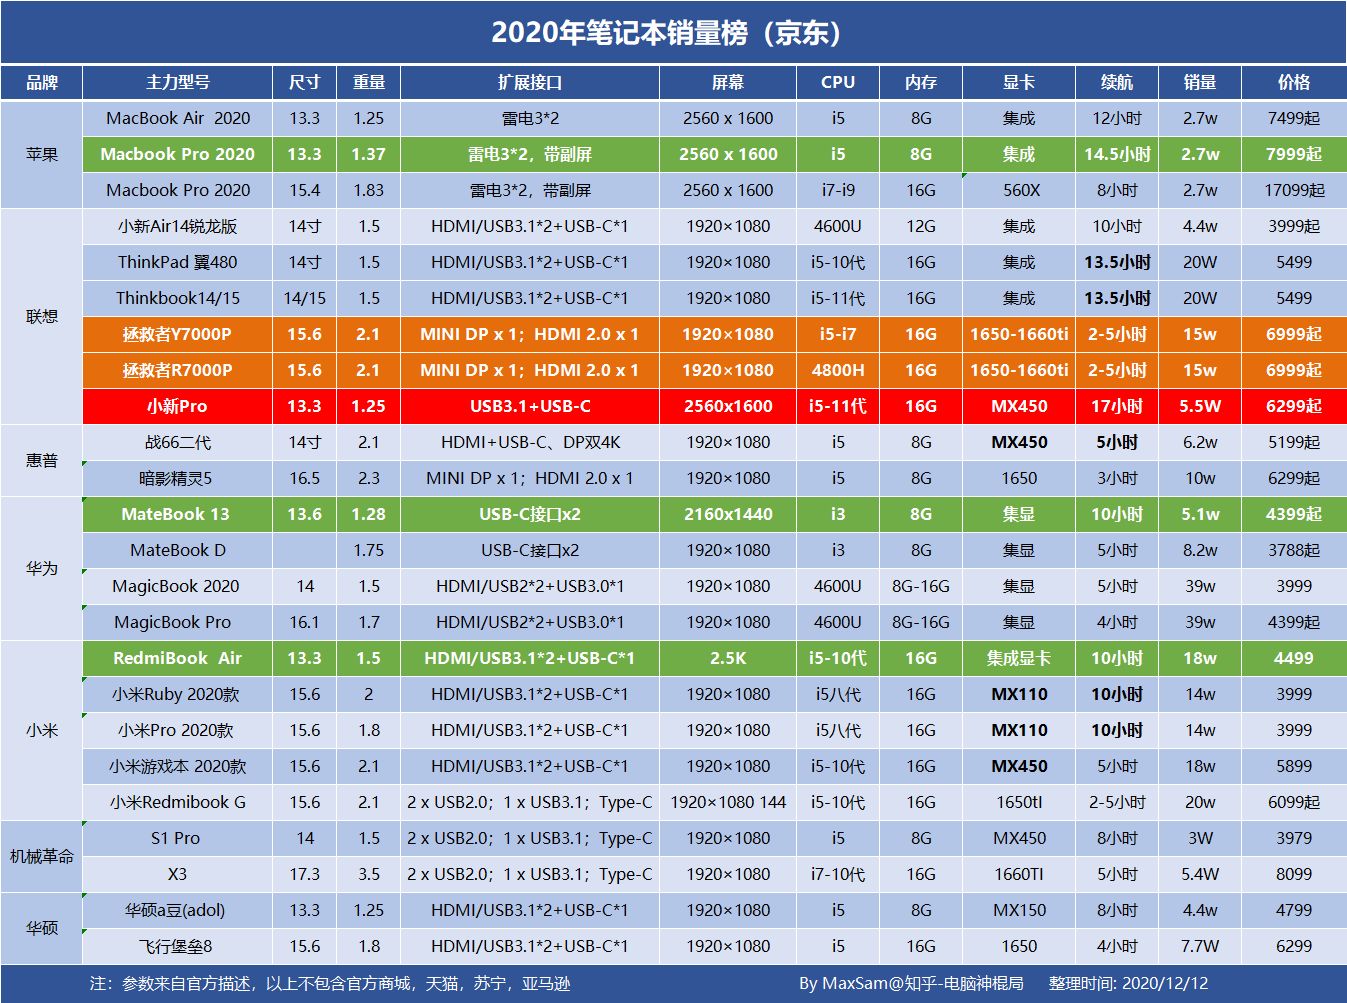 2020年笔记本销量榜（京东）
品牌 主力型号 尺寸 重量 扩展接口 屏幕 CPU 内存 显卡 续航 销量 价格
苹果
MacBook Air 2020 13.3 1.25 雷电3*2 2560 x 1600 i5 8G 集成 12小时 2.7w 7499起
Macbook Pro 2020 13.3 1.37 雷电3*2，带副屏 2560 x 1600 i5 8G 集成 14.5小时 2.7w 7999起
Macbook Pro 2020 15.4 1.83 雷电3*2，带副屏 2560 x 1600 i7-i9 16G 560X 8小时 2.7w 17099起
联想
小新Air14锐龙版 14寸 1.5 HDMI/USB3.1*2+USB-C*1 1920×1080 4600U 12G 集成 10小时 4.4w 3999起
ThinkPad 翼480 14寸 1.5 HDMI/USB3.1*2+USB-C*1 1920×1080 i5-10代 16G 集成 13.5小时 20W 5499
Thinkbook14/15 14/15 1.5 HDMI/USB3.1*2+USB-C*1 1920×1080 i5-11代 16G 集成 13.5小时 20W 5499
拯救者Y7000P 15.6 2.1 MINI DP x 1；HDMI 2.0 x 1 1920×1080 i5-i7 16G 1650-1660ti 2-5小时 15w 6999起
拯救者R7000P 15.6 2.1 MINI DP x 1；HDMI 2.0 x 1 1920×1080 4800H 16G 1650-1660ti 2-5小时 15w 6999起
小新Pro 13.3 1.25 USB3.1+USB-C 2560x1600 i5-11代 16G MX450 17小时 5.5W 6299起
惠普
战66二代 14寸 2.1 HDMI+USB-C、DP双4K 1920×1080 i5 8G MX450 5小时 6.2w 5199起
暗影精灵5 16.5 2.3 MINI DP x 1；HDMI 2.0 x 1 1920×1080 i5 8G 1650 3小时 10w 6299起
华为
MateBook 13 13.6 1.28 USB-C接口x2 2160x1440 i3 8G 集显 10小时 5.1w 4399起
MateBook D 1.75 USB-C接口x2 1920×1080 i3 8G 集显 5小时 8.2w 3788起
MagicBook 2020 14 1.5 HDMI/USB2*2+USB3.0*1 1920×1080 4600U 8G-16G 集显 5小时 39w 3999
MagicBook Pro 16.1 1.7 HDMI/USB2*2+USB3.0*1 1920×1080 4600U 8G-16G 集显 4小时 39w 4399起
小米
RedmiBook Air 13.3 1.5 HDMI/USB3.1*2+USB-C*1 2.5K i5-10代 16G 集成显卡 10小时 18w 4499
小米Ruby 2020款 15.6 2 HDMI/USB3.1*2+USB-C*1 1920×1080 i5八代 16G MX110 10小时 14w 3999
小米Pro 2020款 15.6 1.8 HDMI/USB3.1*2+USB-C*1 1920×1080 i5八代 16G MX110 10小时 14w 3999
小米游戏本 2020款 15.6 2.1 HDMI/USB3.1*2+USB-C*1 1920×1080 i5-10代 16G MX450 5小时 18w 5899
小米Redmibook G 15.6 2.1 2 x USB2.0；1 x USB3.1；Type-C 1920×1080 144 i5-10代 16G 1650tI 2-5小时 20w 6099起
机械革命
S1 Pro 14 1.5 2 x USB2.0；1 x USB3.1；Type-C 1920×1080 i5 8G MX450 8小时 3W 3979
X3 17.3 3.5 2 x USB2.0；1 x USB3.1；Type-C 1920×1080 i7-10代 16G 1660TI 5小时 5.4W 8099
华硕
华硕a豆(adol) 13.3 1.25 HDMI/USB3.1*2+USB-C*1 1920×1080 i5 8G MX150 8小时 4.4w 4799
飞行堡垒8 15.6 1.8 HDMI/USB3.1*2+USB-C*1 1920×1080 i5 16G 1650 4小时 7.7W 6299
注：参数来自官方描述，以上不包含官方商城，天猫，苏宁，亚马逊 By MaxSam@知乎-电脑神棍局 整理时间: 2020/12/12